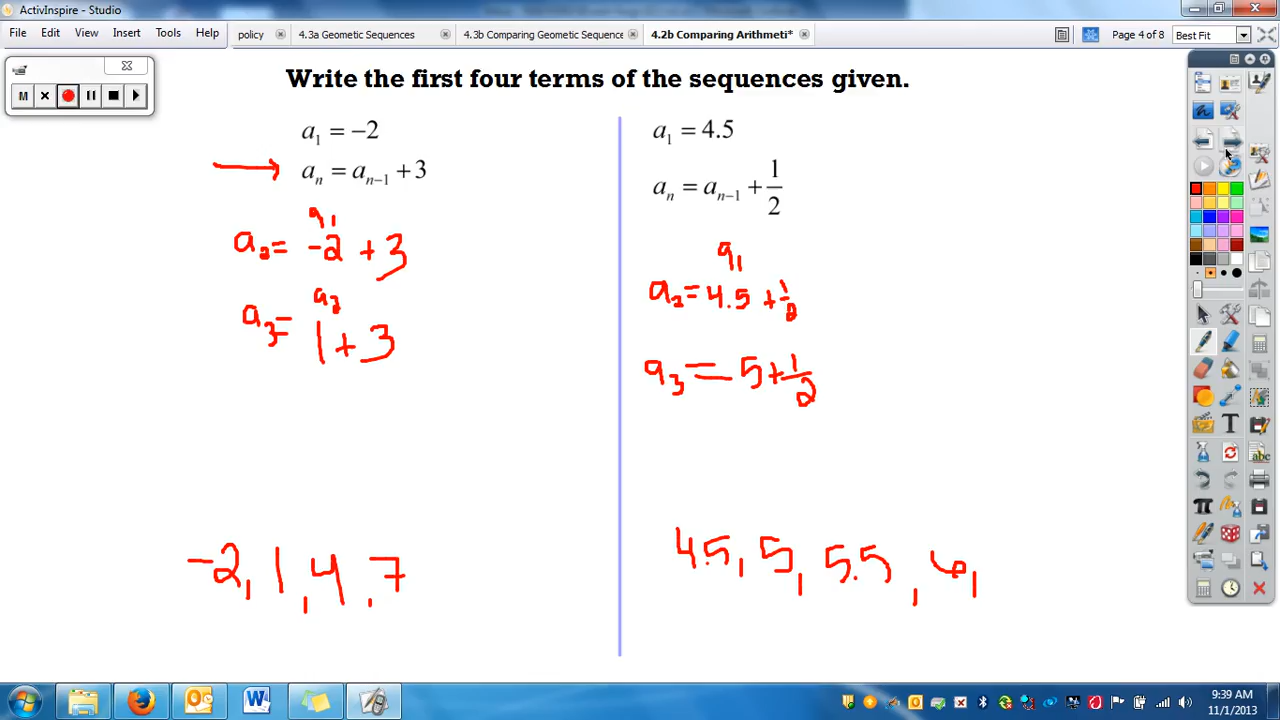 ActivInspire - Studio
File Edit View Insert Tools Help
policy 4.3a Geometic Sequences 4.3b Comparing Geometic Sequence 4.2b Comparing Arithmeti*
Page 4 of 8 Best Fit
Write the first four terms of the sequences given.
a₁ = −2
aₙ = aₙ₋₁ + 3
a₁
a₂ = -2 + 3
a₂
a₃ = 1 + 3
-2, 1, 4, 7
a₁ = 4.5
aₙ = aₙ₋₁ + 1/2
a₁
a₂ = 4.5 + 1/2
a₃ = 5 + 1/2
4.5, 5, 5.5, 6,
9:39 AM
11/1/2013